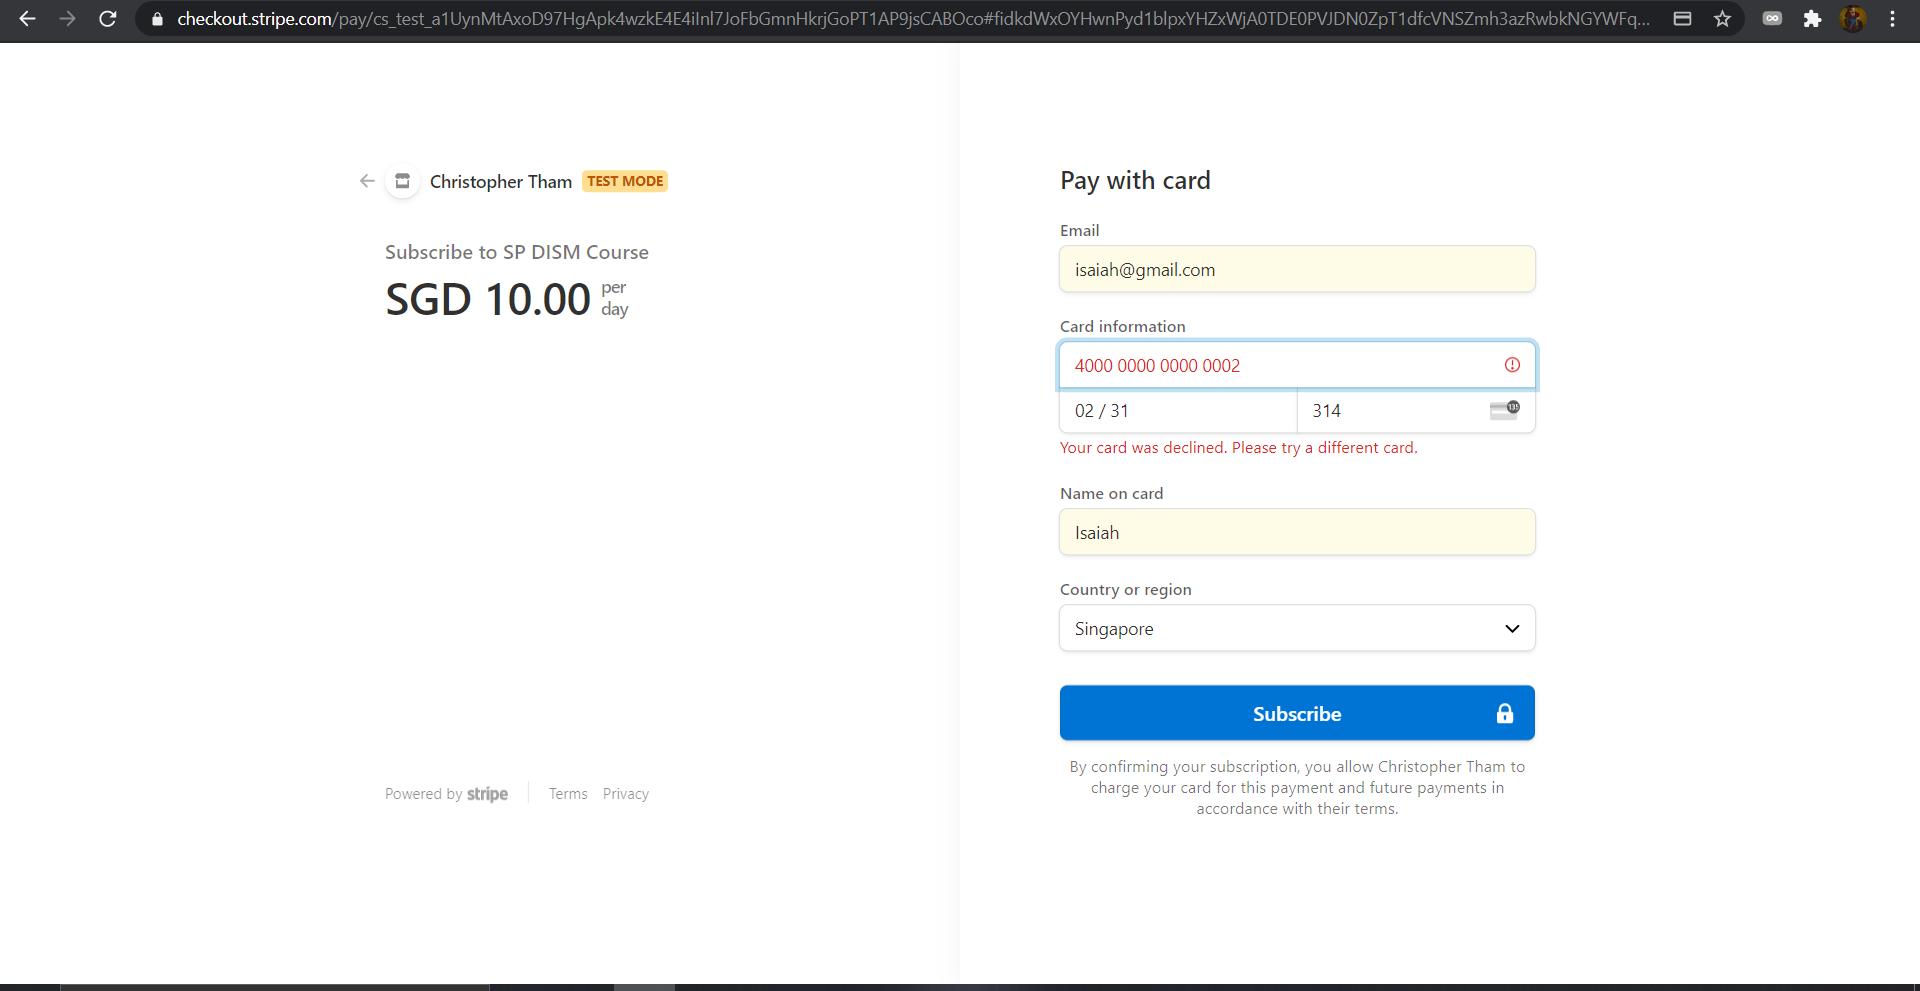 checkout.stripe.com/pay/cs_test_a1UynMtAxoD97HgApk4wzkE4E4iInl7JoFbGmnHkrjGoPT1AP9jsCABOco#fidkdWxOYHwnPyd1blpxYHZxWjA0TDE0PVJDN0ZpT1dfcVNSZmh3azRwbkNGYWFq...
Christopher Tham TEST MODE
Subscribe to SP DISM Course
SGD 10.00 per day
Powered by stripe
Terms Privacy
Pay with card
Email
isaiah@gmail.com
Card information
4000 0000 0000 0002
02 / 31
314
135
Your card was declined. Please try a different card.
Name on card
Isaiah
Country or region
Singapore
Subscribe
By confirming your subscription, you allow Christopher Tham to
charge your card for this payment and future payments in
accordance with their terms.